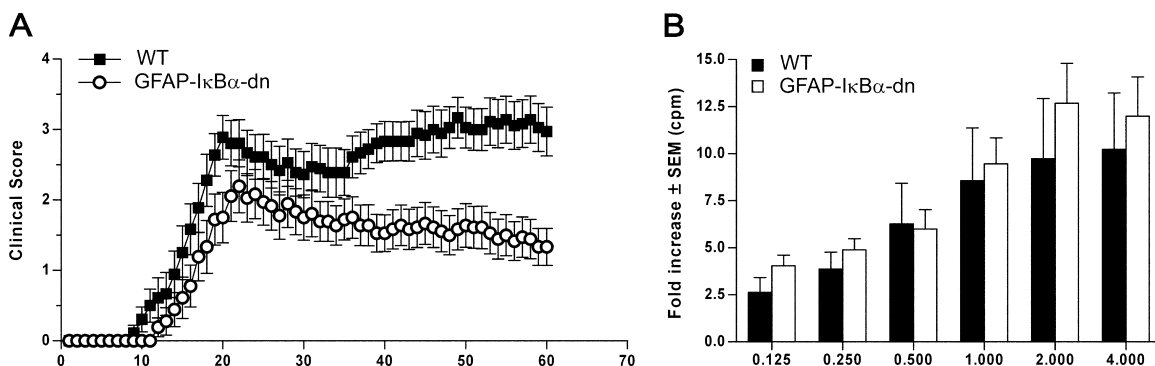 A
WT
GFAP-IκBα-dn
Clinical Score
4
3
2
1
0
0 10 20 30 40 50 60 70
B
WT
GFAP-IκBα-dn
Fold increase ± SEM (cpm)
15.0
12.5
10.0
7.5
5.0
2.5
0.0
0.125 0.250 0.500 1.000 2.000 4.000